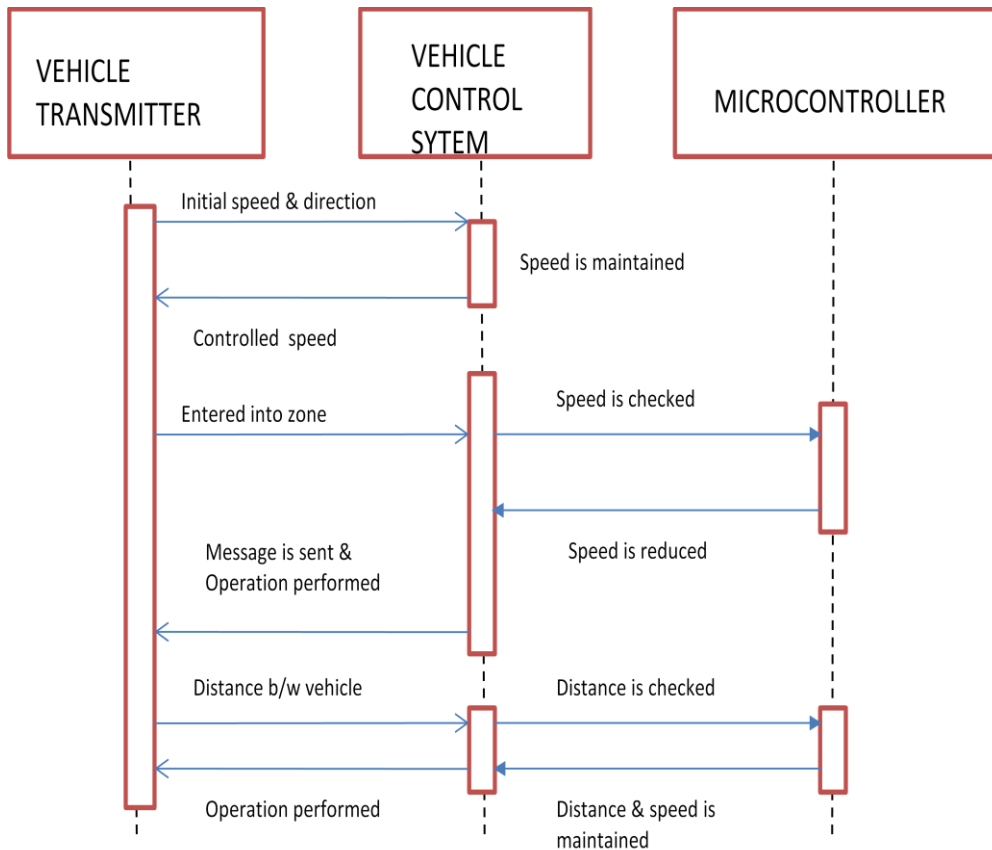 VEHICLE
TRANSMITTER
VEHICLE
CONTROL
SYTEM
MICROCONTROLLER
Initial speed & direction
Speed is maintained
Controlled speed
Speed is checked
Entered into zone
Speed is reduced
Message is sent &
Operation performed
Distance b/w vehicle
Distance is checked
Operation performed
Distance & speed is
maintained